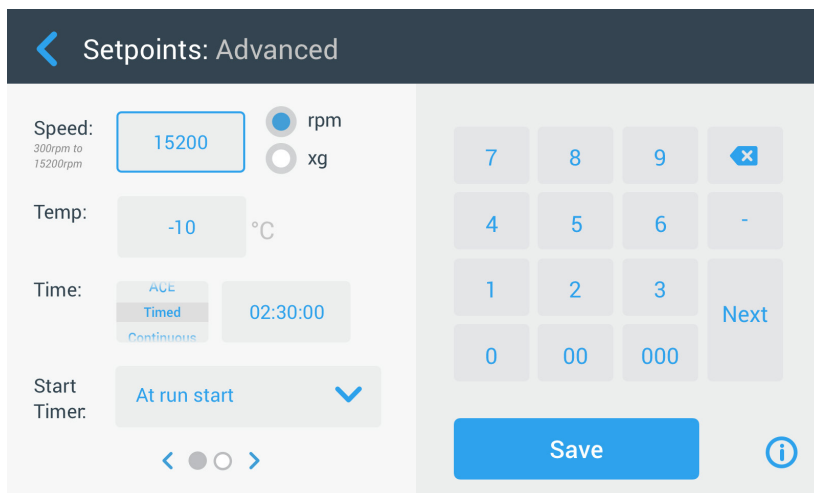 Setpoints: Advanced
Speed:
300rpm to
15200rpm
15200
rpm
xg
Temp:
-10
°C
Time:
ACE
Timed
Continuous
02:30:00
Start
Timer:
At run start
7 8 9
4 5 6 -
1 2 3
Next
0 00 000
Save